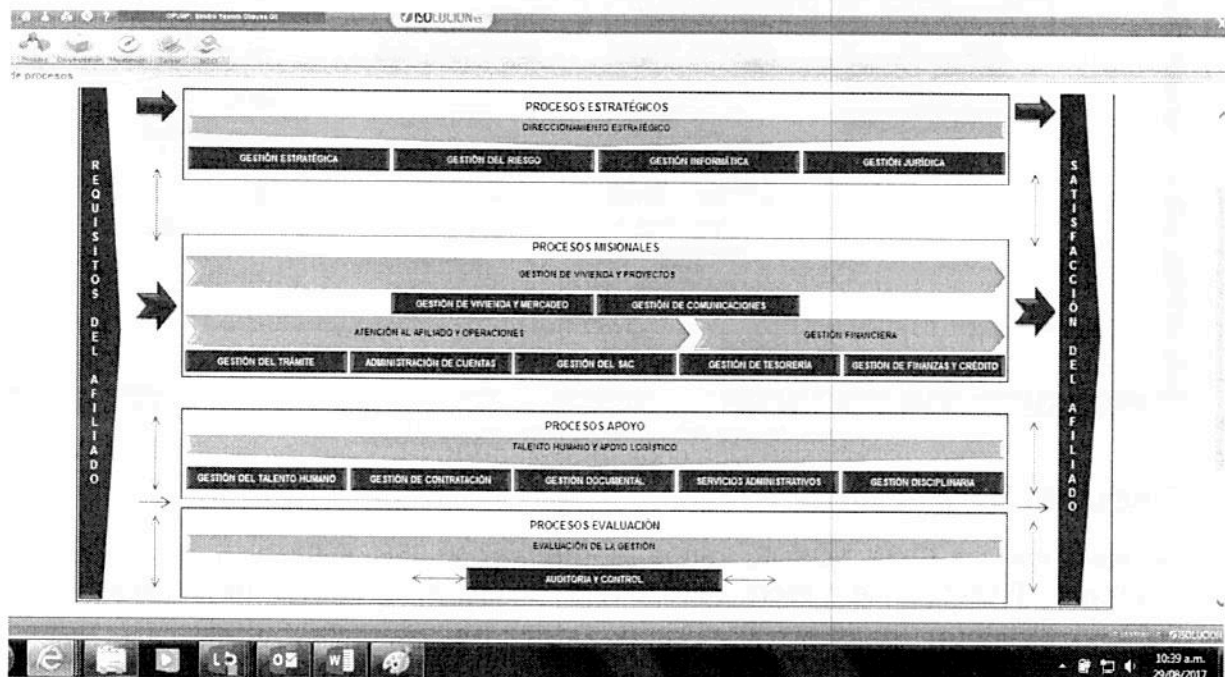 ISOLUCION
de procesos
PROCESOS ESTRATÉGICOS
DIRECCIONAMIENTO ESTRATÉGICO
GESTIÓN ESTRATÉGICA
GESTIÓN DEL RIESGO
GESTIÓN INFORMÁTICA
GESTIÓN JURÍDICA
REQUISITOS DEL AFILIADO
SATISFACCIÓN DEL AFILIADO
PROCESOS MISIONALES
GESTIÓN DE VIVIENDA Y PROYECTOS
GESTIÓN DE VIVIENDA Y MERCADEO
GESTIÓN DE COMUNICACIONES
ATENCIÓN AL AFILIADO Y OPERACIONES
GESTIÓN FINANCIERA
GESTIÓN DEL TRÁMITE
ADMINISTRACIÓN DE CUENTAS
GESTIÓN DEL SAC
GESTIÓN DE TESORERÍA
GESTIÓN DE FINANZAS Y CRÉDITO
PROCESOS APOYO
TALENTO HUMANO Y APOYO LOGÍSTICO
GESTIÓN DEL TALENTO HUMANO
GESTIÓN DE CONTRATACIÓN
GESTIÓN DOCUMENTAL
SERVICIOS ADMINISTRATIVOS
GESTIÓN DISCIPLINARIA
PROCESOS EVALUACIÓN
EVALUACIÓN DE LA GESTIÓN
AUDITORIA Y CONTROL
ISOLUCION
10:39 a.m.
29/08/2017